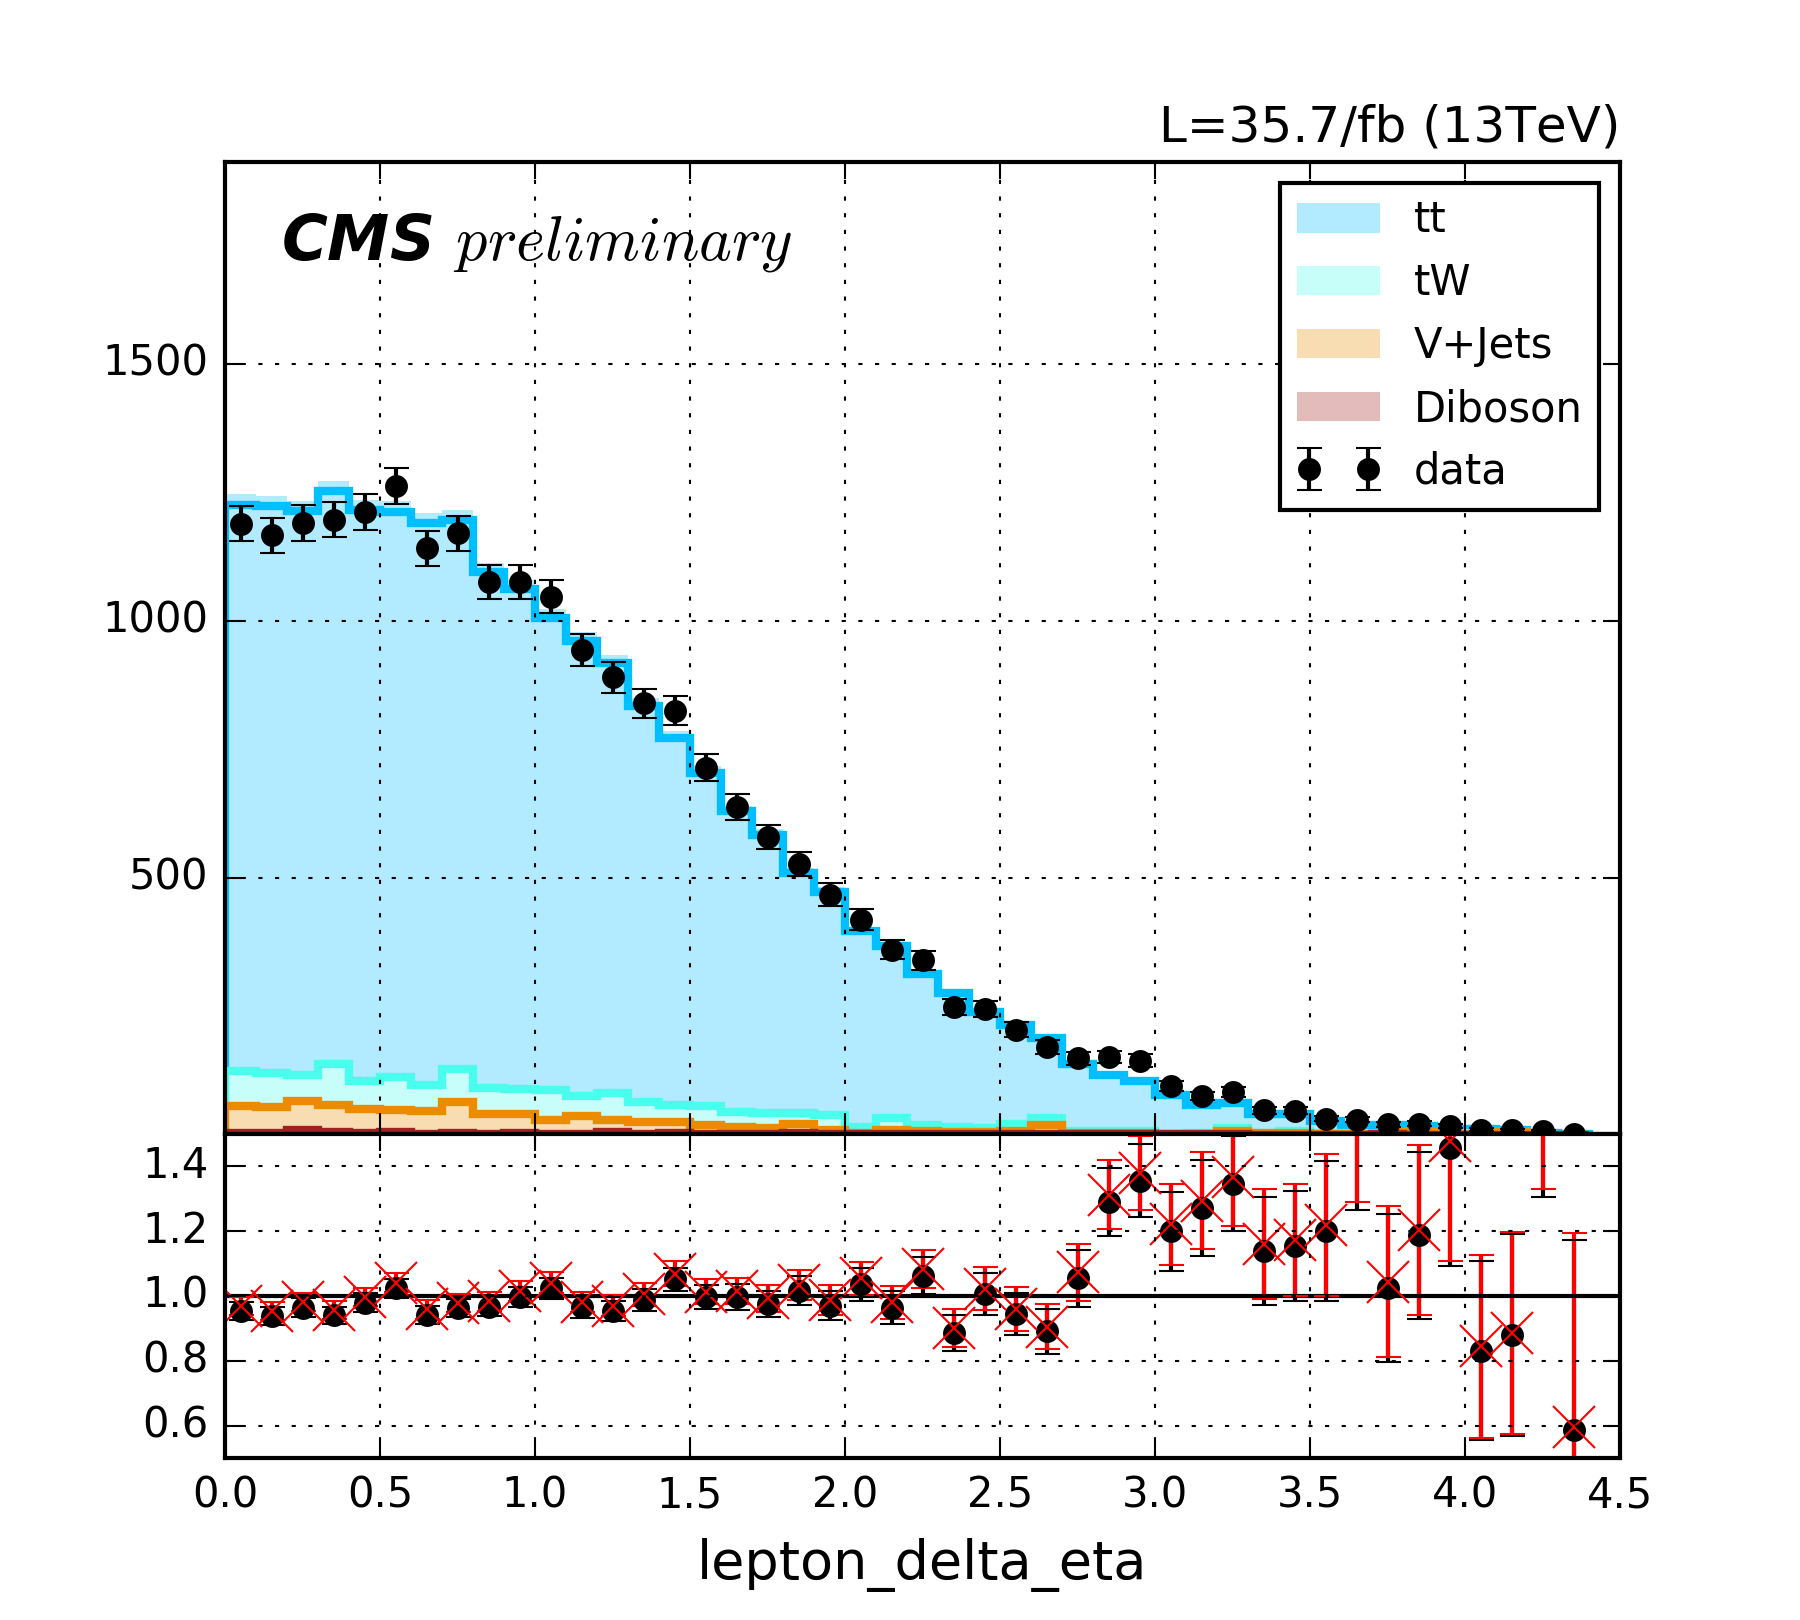 L=35.7/fb (13TeV)
CMS preliminary
tt
tW
V+Jets
Diboson
data
1500
1000
500
1.4
1.2
1.0
0.8
0.6
0.0 0.5 1.0 1.5 2.0 2.5 3.0 3.5 4.0 4.5
lepton_delta_eta